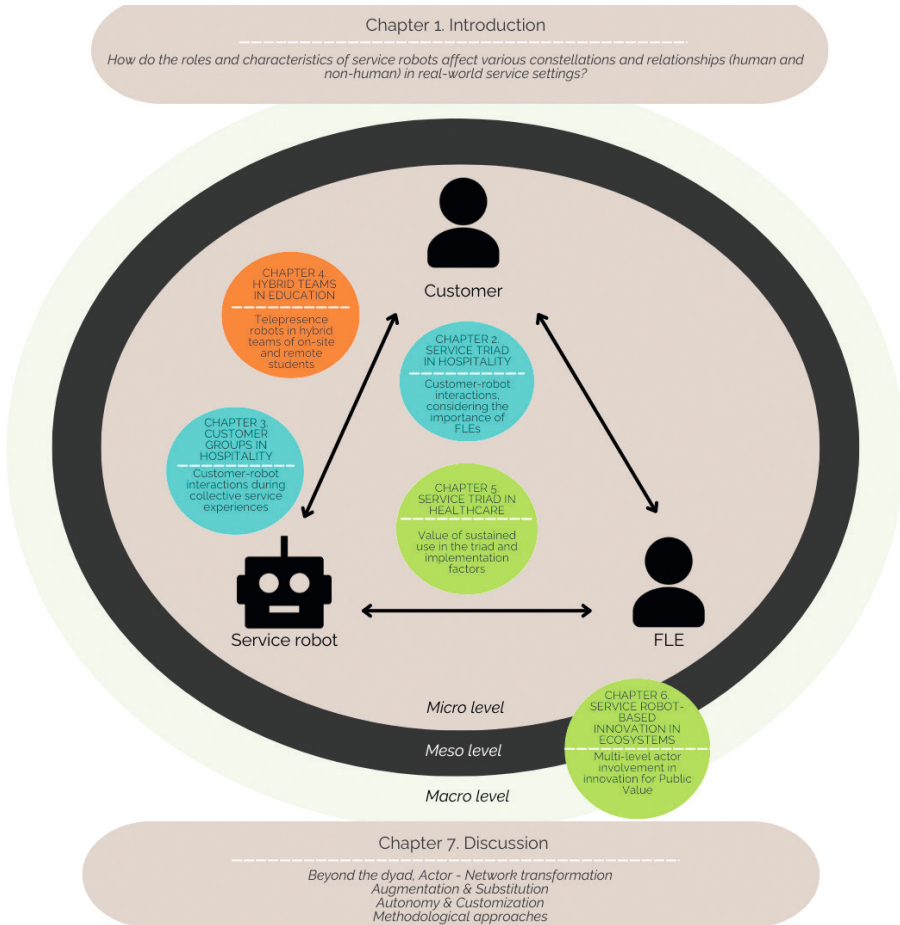 Chapter 1. Introduction
How do the roles and characteristics of service robots affect various constellations and relationships (human and
non-human) in real-world service settings?
Customer
CHAPTER 4.
HYBRID TEAMS
IN EDUCATION
Telepresence
robots in hybrid
teams of on-site
and remote
students
CHAPTER 2.
SERVICE TRIAD
IN HOSPITALITY
Customer-robot
interactions,
considering the
importance of
FLEs
CHAPTER 3.
CUSTOMER
GROUPS IN
HOSPITALITY
Customer-robot
interactions during
collective service
experiences
CHAPTER 5.
SERVICE TRIAD IN
HEALTHCARE
Value of sustained
use in the triad and
implementation
factors
Service robot
FLE
CHAPTER 6.
SERVICE ROBOT-
BASED
INNOVATION IN
ECOSYSTEMS
Multi-level actor
involvement in
innovation for Public
Value
Micro level
Meso level
Macro level
Chapter 7. Discussion
Beyond the dyad, Actor - Network transformation
Augmentation & Substitution
Autonomy & Customization
Methodological approaches